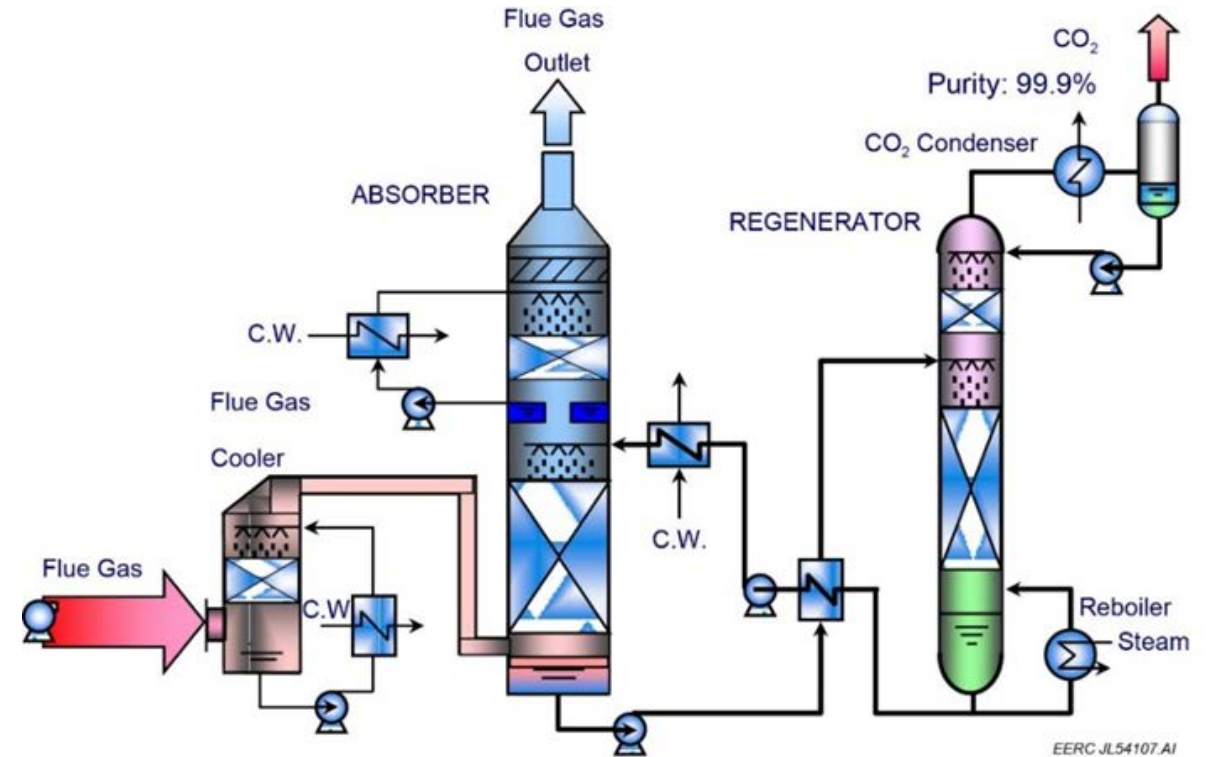 Flue Gas
Outlet
CO₂
Purity: 99.9%
CO₂ Condenser
ABSORBER
REGENERATOR
C.W.
Flue Gas
Cooler
C.W.
Flue Gas
C.W
Reboiler
Steam
EERC JL54107.AI